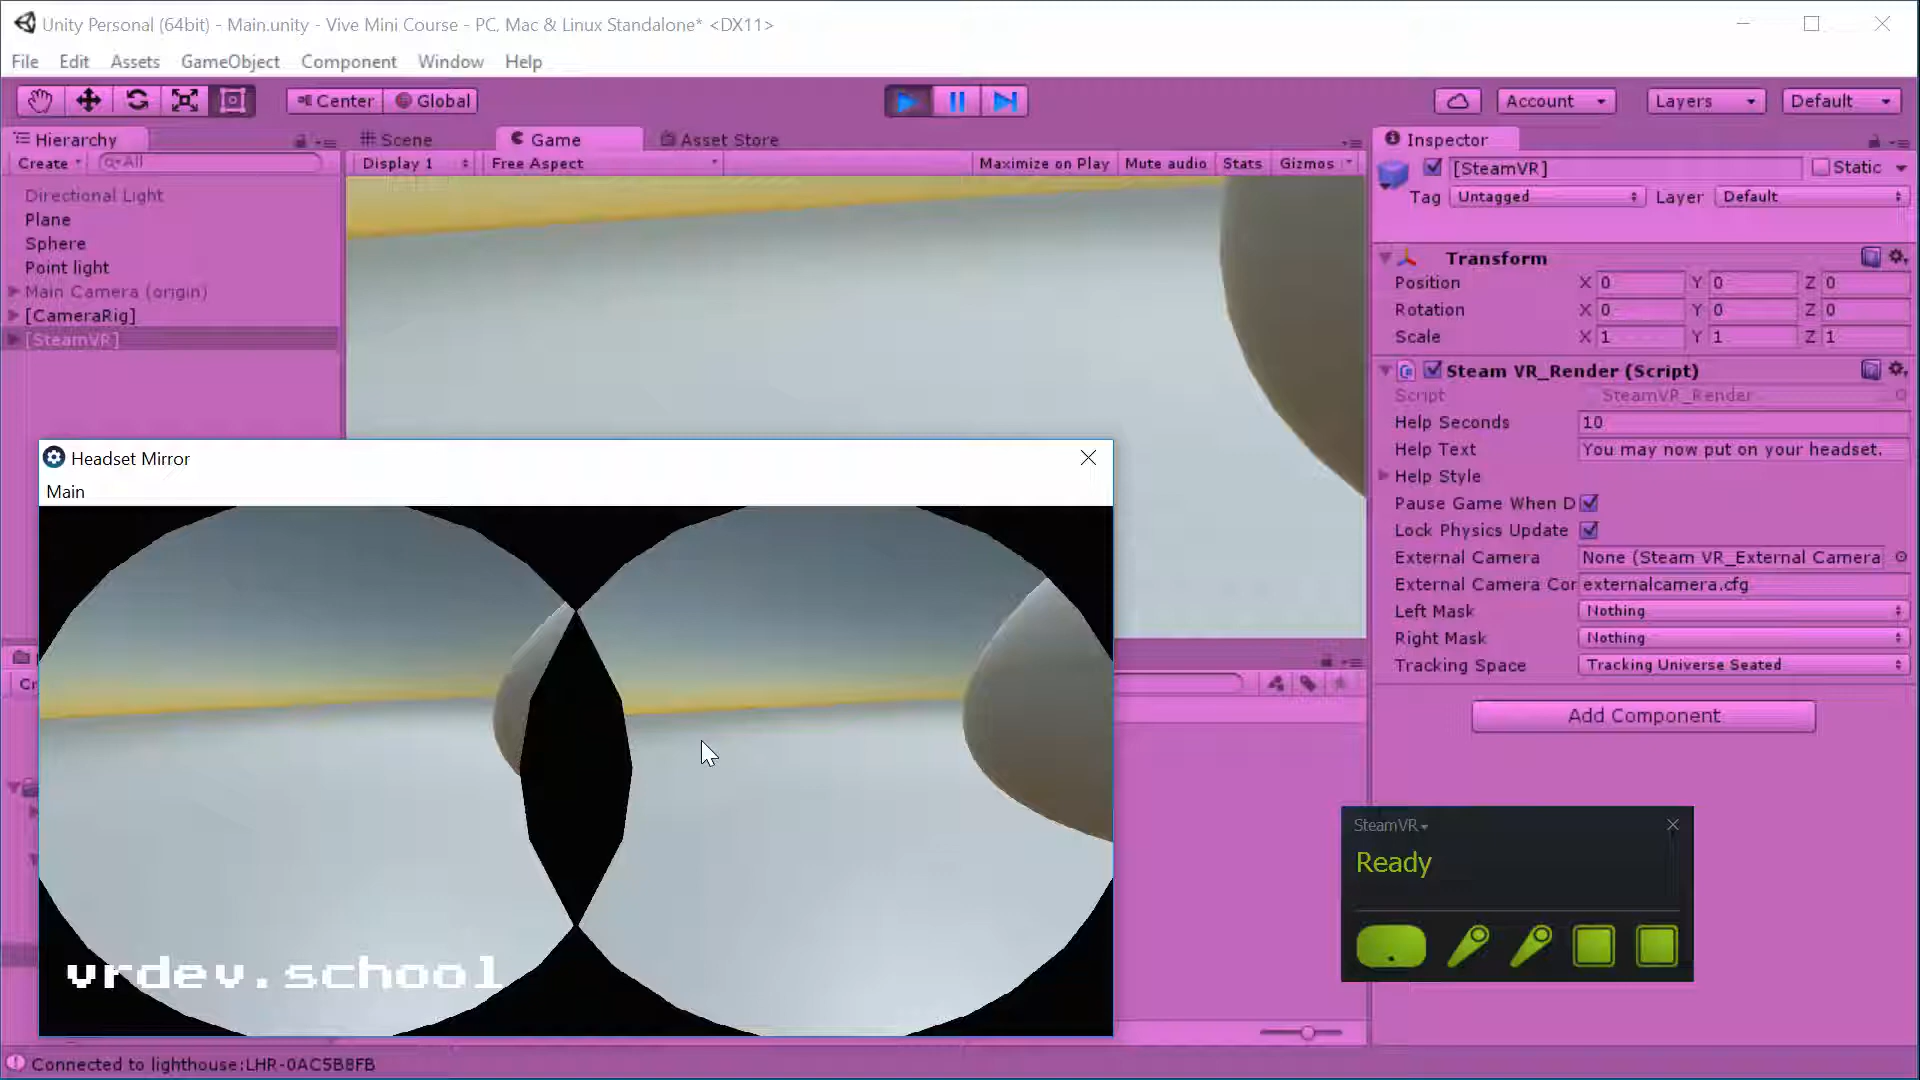 Unity Personal (64bit) - Main.unity - Vive Mini Course - PC, Mac & Linux Standalone* <DX11>
File Edit Assets GameObject Component Window Help
Center Global Account Layers Default
Hierarchy
Create All
Directional Light
Plane
Sphere
Point light
Main Camera (origin)
[CameraRig]
[SteamVR]
Scene Game Asset Store
Display 1 Free Aspect Maximize on Play Mute audio Stats Gizmos
Inspector
[SteamVR] Static
Tag Untagged Layer Default
Transform
Position X 0 Y 0 Z 0
Rotation X 0 Y 0 Z 0
Scale X 1 Y 1 Z 1
Steam VR_Render (Script)
Script SteamVR_Render
Help Seconds 10
Help Text You may now put on your headset.
Help Style
Pause Game When D
Lock Physics Update
External Camera None (Steam VR_External Camera
External Camera Cor externalcamera.cfg
Left Mask Nothing
Right Mask Nothing
Tracking Space Tracking Universe Seated
Add Component
Headset Mirror
Main
Cr
vrdev.school
SteamVR
Ready
Connected to lighthouse:LHR-0AC5B8FB